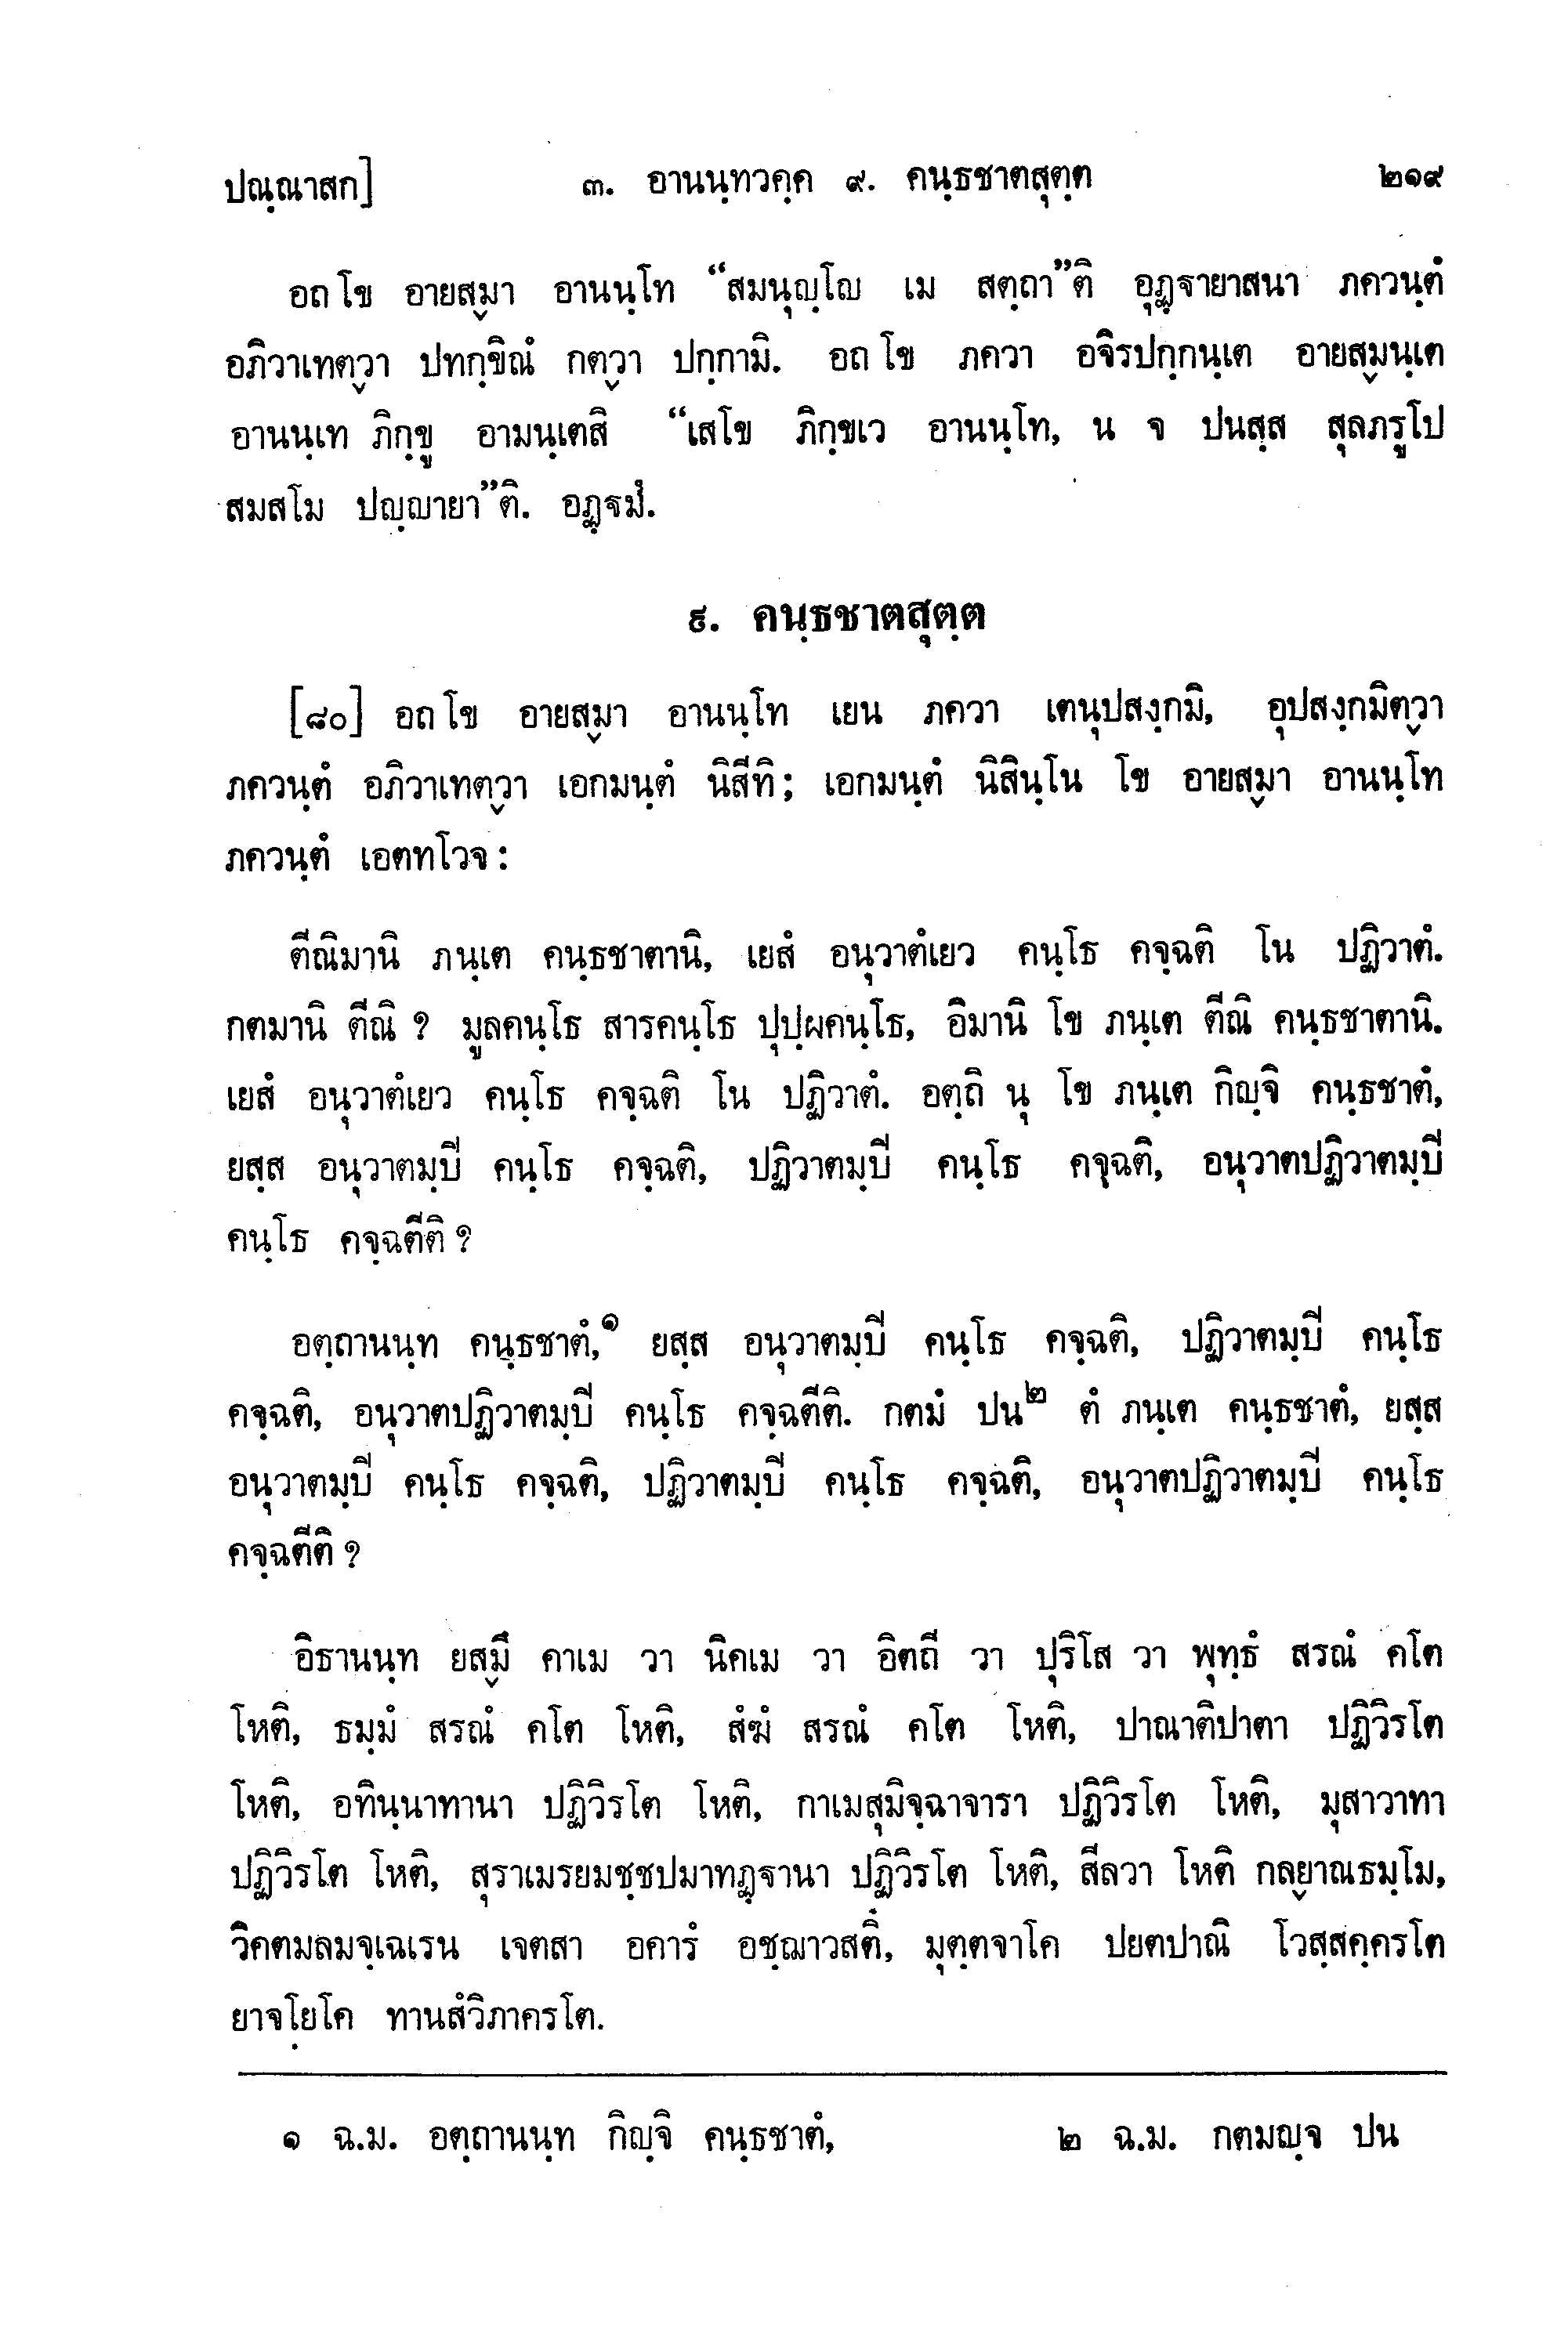 ปณฺณาสก] ๓. อานนฺทวคฺค ๙. คนฺธชาตสุตฺต ๒๑๙
อถ โข อายสฺมา อานนฺโท “สมนุญฺโญ เม สตฺถา”ติ อุฏฺฐายาสนา ภควนฺตํ
อภิวาเทตฺวา ปทกฺขิณํ กตฺวา ปกฺกามิ. อถ โข ภควา อจิรปกฺกนฺเต อายสฺมนฺเต
อานนฺเท ภิกฺขู อามนฺเตสิ “เสโข ภิกฺขเว อานนฺโท, น จ ปนสฺส สุลภรูโป
สมสโม ปญฺญายา”ติ. อฏฺฐมํ.
๙. คนฺธชาตสุตฺต
[๘๐] อถ โข อายสฺมา อานนฺโท เยน ภควา เตนุปสงฺกมิ, อุปสงฺกมิตฺวา
ภควนฺตํ อภิวาเทตฺวา เอกมนฺตํ นิสีทิ; เอกมนฺตํ นิสินฺโน โข อายสฺมา อานนฺโท
ภควนฺตํ เอตทโวจ:
ตีณิมานิ ภนฺเต คนฺธชาตานิ, เยสํ อนุวาตํเยว คนฺโธ คจฺฉติ โน ปฏิวาตํ.
กตมานิ ตีณิ ? มูลคนฺโธ สารคนฺโธ ปุปฺผคนฺโธ, อิมานิ โข ภนฺเต ตีณิ คนฺธชาตานิ.
เยสํ อนุวาตํเยว คนฺโธ คจฺฉติ โน ปฏิวาตํ. อตฺถิ นุ โข ภนฺเต กิญฺจิ คนฺธชาตํ,
ยสฺส อนุวาตมฺปี คนฺโธ คจฺฉติ, ปฏิวาตมฺปี คนฺโธ คจฺฉติ, อนุวาตปฏิวาตมฺปี
คนฺโธ คจฺฉตีติ ?
อตฺถานนฺท คนฺธชาตํ,๑ ยสฺส อนุวาตมฺปี คนฺโธ คจฺฉติ, ปฏิวาตมฺปี คนฺโธ
คจฺฉติ, อนุวาตปฏิวาตมฺปี คนฺโธ คจฺฉตีติ. กตมํ ปน๒ ตํ ภนฺเต คนฺธชาตํ, ยสฺส
อนุวาตมฺปี คนฺโธ คจฺฉติ, ปฏิวาตมฺปี คนฺโธ คจฺฉติ, อนุวาตปฏิวาตมฺปี คนฺโธ
คจฺฉตีติ ?
อิธานนฺท ยสฺมึ คาเม วา นิคเม วา อิตถี วา ปุริโส วา พุทฺธํ สรณํ คโต
โหติ, ธมฺมํ สรณํ คโต โหติ, สํฆํ สรณํ คโต โหติ, ปาณาติปาตา ปฏิวิรโต
โหติ, อทินฺนาทานา ปฏิวิรโต โหติ, กาเมสุมิจฺฉาจารา ปฏิวิรโต โหติ, มุสาวาทา
ปฏิวิรโต โหติ, สุราเมรยมชฺชปมาทฏฺฐานา ปฏิวิรโต โหติ, สีลวา โหติ กลฺยาณธมฺโม,
วิคตมลมจฺเฉเรน เจตสา อคารํ อชฺฌาวสติ, มุตฺตจาโค ปยตปาณิ โวสฺสคฺครโต
ยาจโยฺโค ทานสํวิภาครโต.
๑ ฉ.ม. อตฺถานนฺท กิญฺจิ คนฺธชาตํ, ๒ ฉ.ม. กตมญฺจ ปน